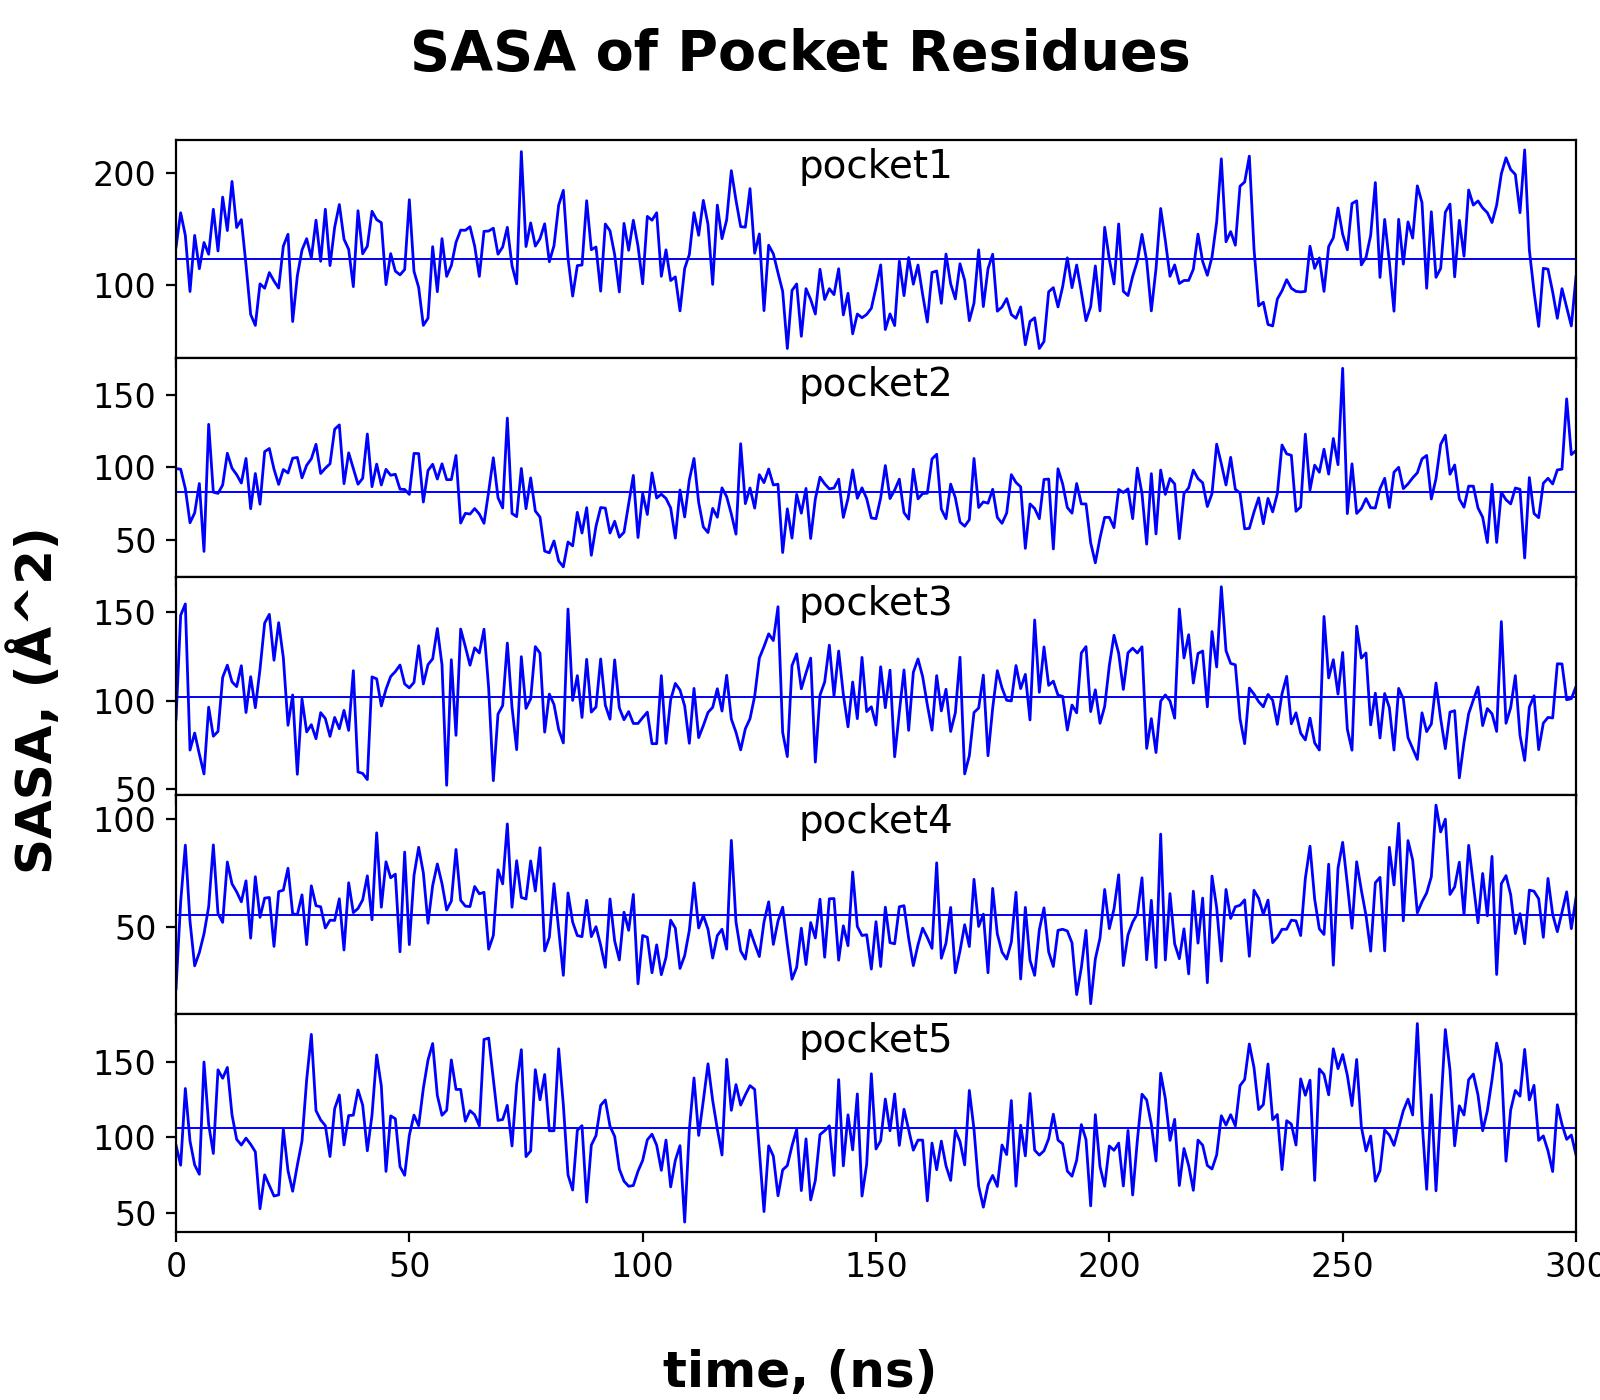 SASA of Pocket Residues
SASA, (Å^2)
pocket1
200
100
pocket2
150
100
50
pocket3
150
100
50
pocket4
100
50
pocket5
150
100
50
0 50 100 150 200 250 300
time, (ns)